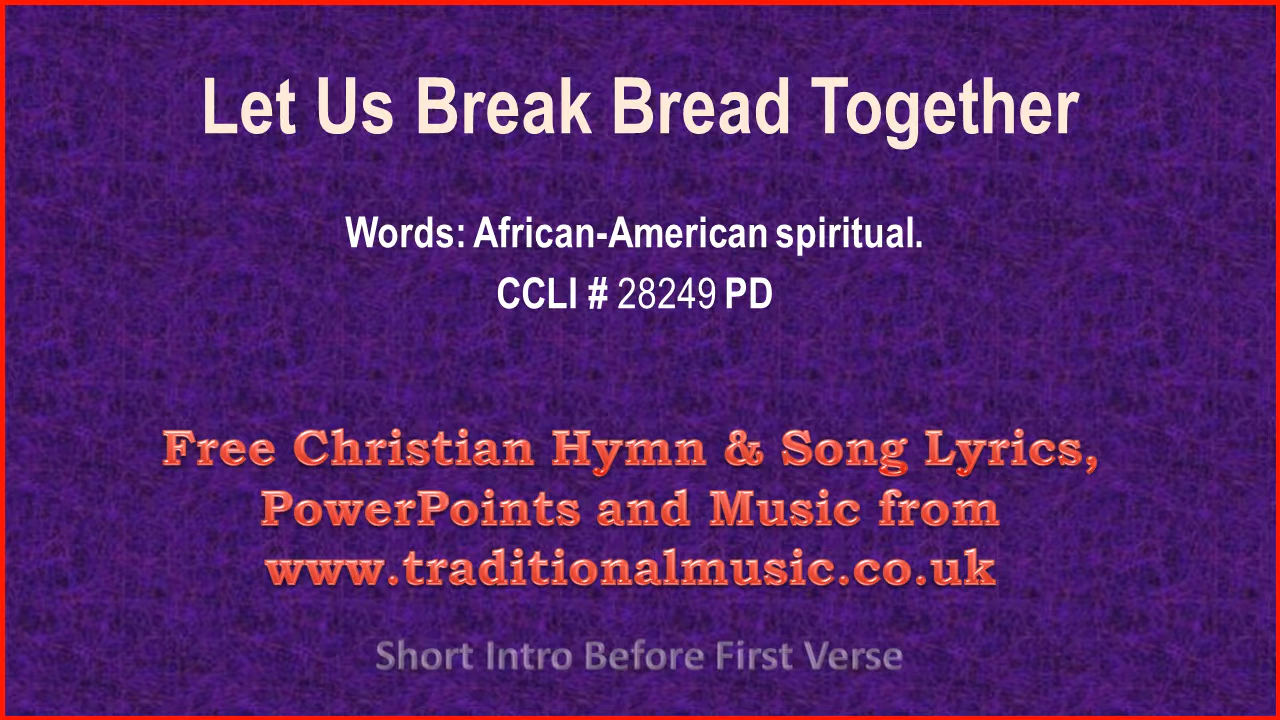 Let Us Break Bread Together
Words: African-American spiritual.
CCLI # 28249 PD
Free Christian Hymn & Song Lyrics,
PowerPoints and Music from
www.traditionalmusic.co.uk
Short Intro Before First Verse